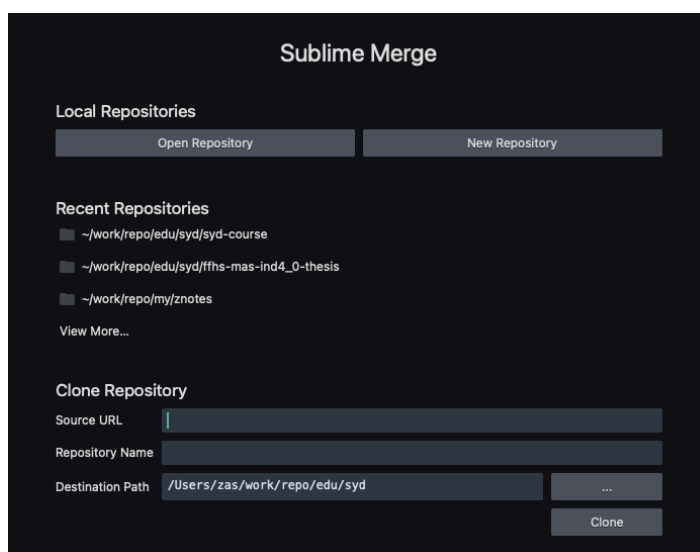 Sublime Merge
Local Repositories
Open Repository
New Repository
Recent Repositories
~/work/repo/edu/syd/syd-course
~/work/repo/edu/syd/ffhs-mas-ind4_0-thesis
~/work/repo/my/znotes
View More...
Clone Repository
Source URL
Repository Name
Destination Path /Users/zas/work/repo/edu/syd ...
Clone